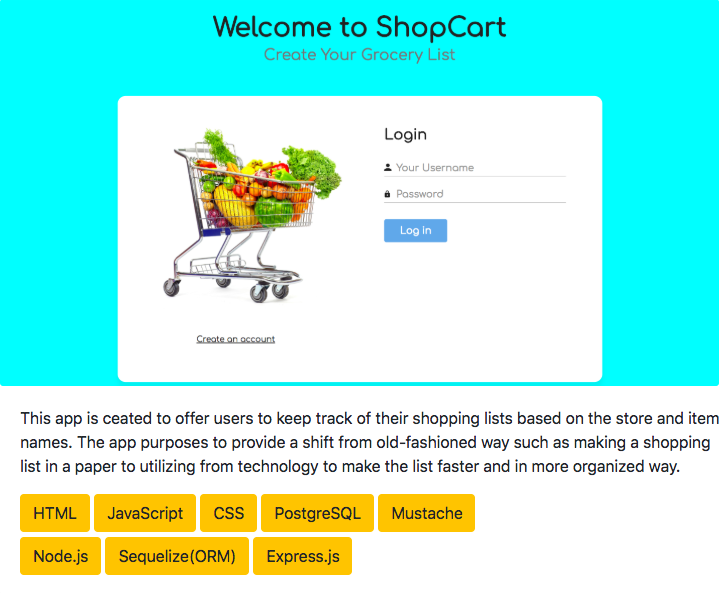 Welcome to ShopCart
Create Your Grocery List
Login
Your Username
Password
Log in
Create an account
This app is ceated to offer users to keep track of their shopping lists based on the store and item
names. The app purposes to provide a shift from old-fashioned way such as making a shopping
list in a paper to utilizing from technology to make the list faster and in more organized way.
HTML JavaScript CSS PostgreSQL Mustache
Node.js Sequelize(ORM) Express.js